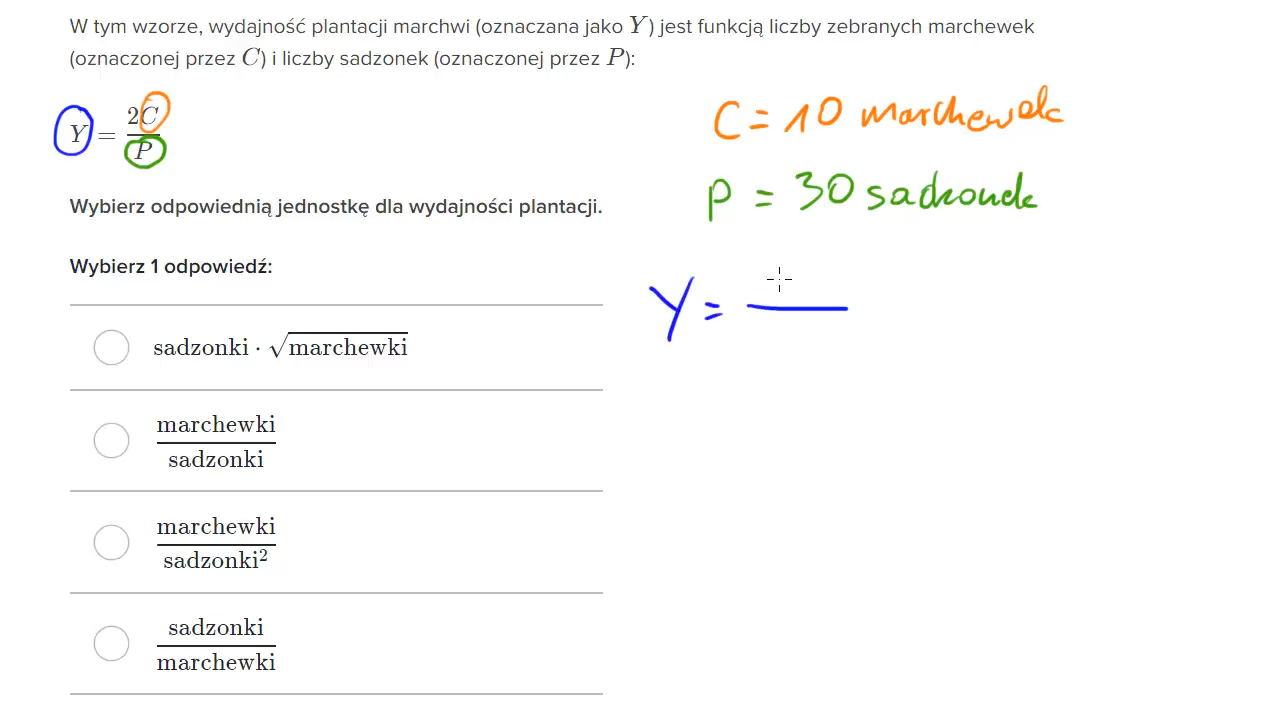 W tym wzorze, wydajność plantacji marchwi (oznaczana jako Y) jest funkcją liczby zebranych marchewek
(oznaczonej przez C) i liczby sadzonek (oznaczonej przez P):
Y = \frac{2C}{P}
C = 10 marchewek
P = 30 sadzonek
Wybierz odpowiednią jednostkę dla wydajności plantacji.
Wybierz 1 odpowiedź:
Y =
sadzonki · √marchewki
marchewki
sadzonki
marchewki
sadzonki²
sadzonki
marchewki